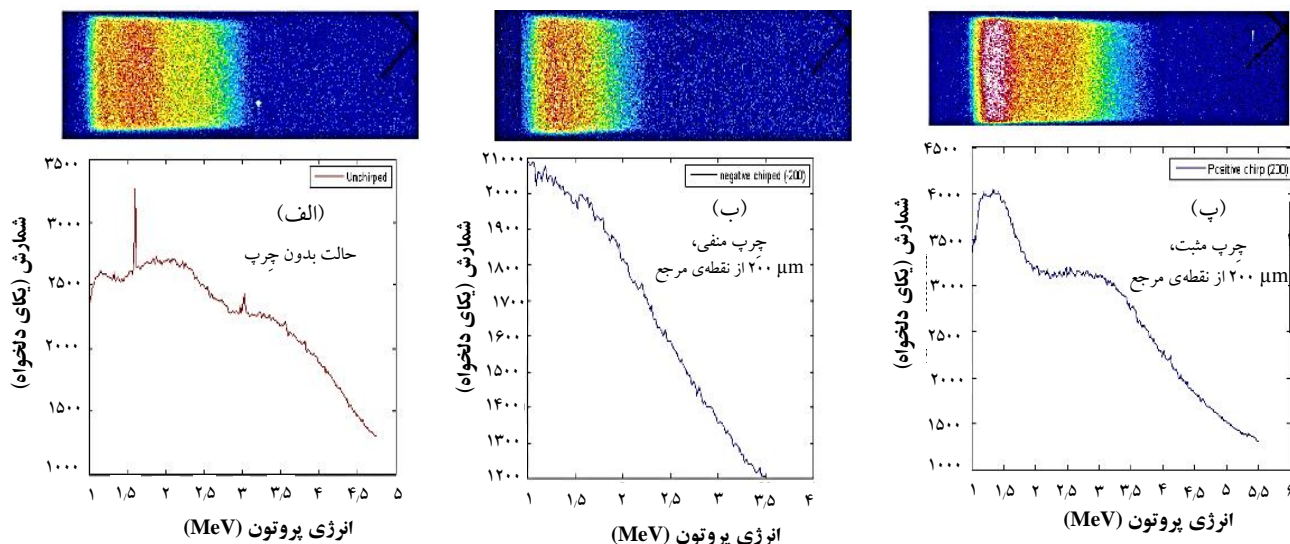 ۳۵۰۰
۳۰۰۰
۲۵۰۰
۲۰۰۰
۱۵۰۰
۱۰۰۰
شمارش (یکای دلخواه)
Unchirped
(الف)
حالت بدون چِرپ
۱ ۱٫۵ ۲ ۲٫۵ ۳ ۳٫۵ ۴ ۴٫۵ ۵
انرژی پروتون (MeV)
۲۱۰۰۰
۲۰۰۰
۱۹۰۰
۱۸۰۰
۱۷۰۰
۱۶۰۰
۱۵۰۰
۱۴۰۰
۱۳۰۰
۱۲۰۰
شمارش (یکای دلخواه)
negative chirped (-200)
(ب)
چِرپ منفی،
۲۰۰ μm از نقطه‌ی مرجع
۱ ۱٫۵ ۲ ۲٫۵ ۳ ۳٫۵ ۴
انرژی پروتون (MeV)
۴۵۰۰
۴۰۰۰
۳۵۰۰
۳۰۰۰
۲۵۰۰
۲۰۰۰
۱۵۰۰
۱۰۰۰
شمارش (یکای دلخواه)
Positive chirp (200)
(پ)
چِرپ مثبت،
۲۰۰ μm از نقطه‌ی مرجع
۱ ۱٫۵ ۲ ۲٫۵ ۳ ۳٫۵ ۴ ۴٫۵ ۵ ۵٫۵ ۶
انرژی پروتون (MeV)